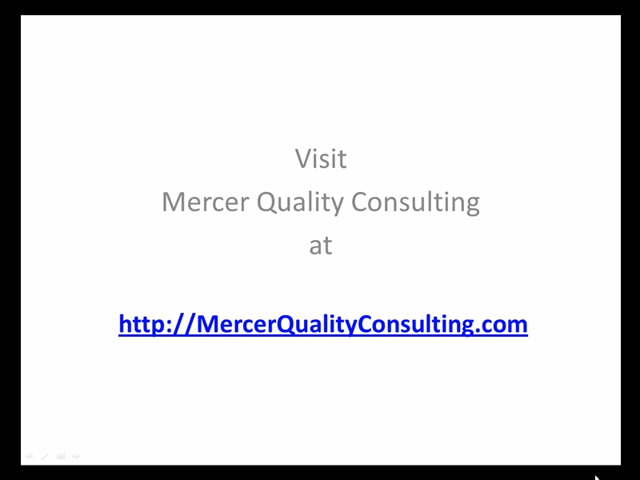 Visit
Mercer Quality Consulting
at
http://MercerQualityConsulting.com